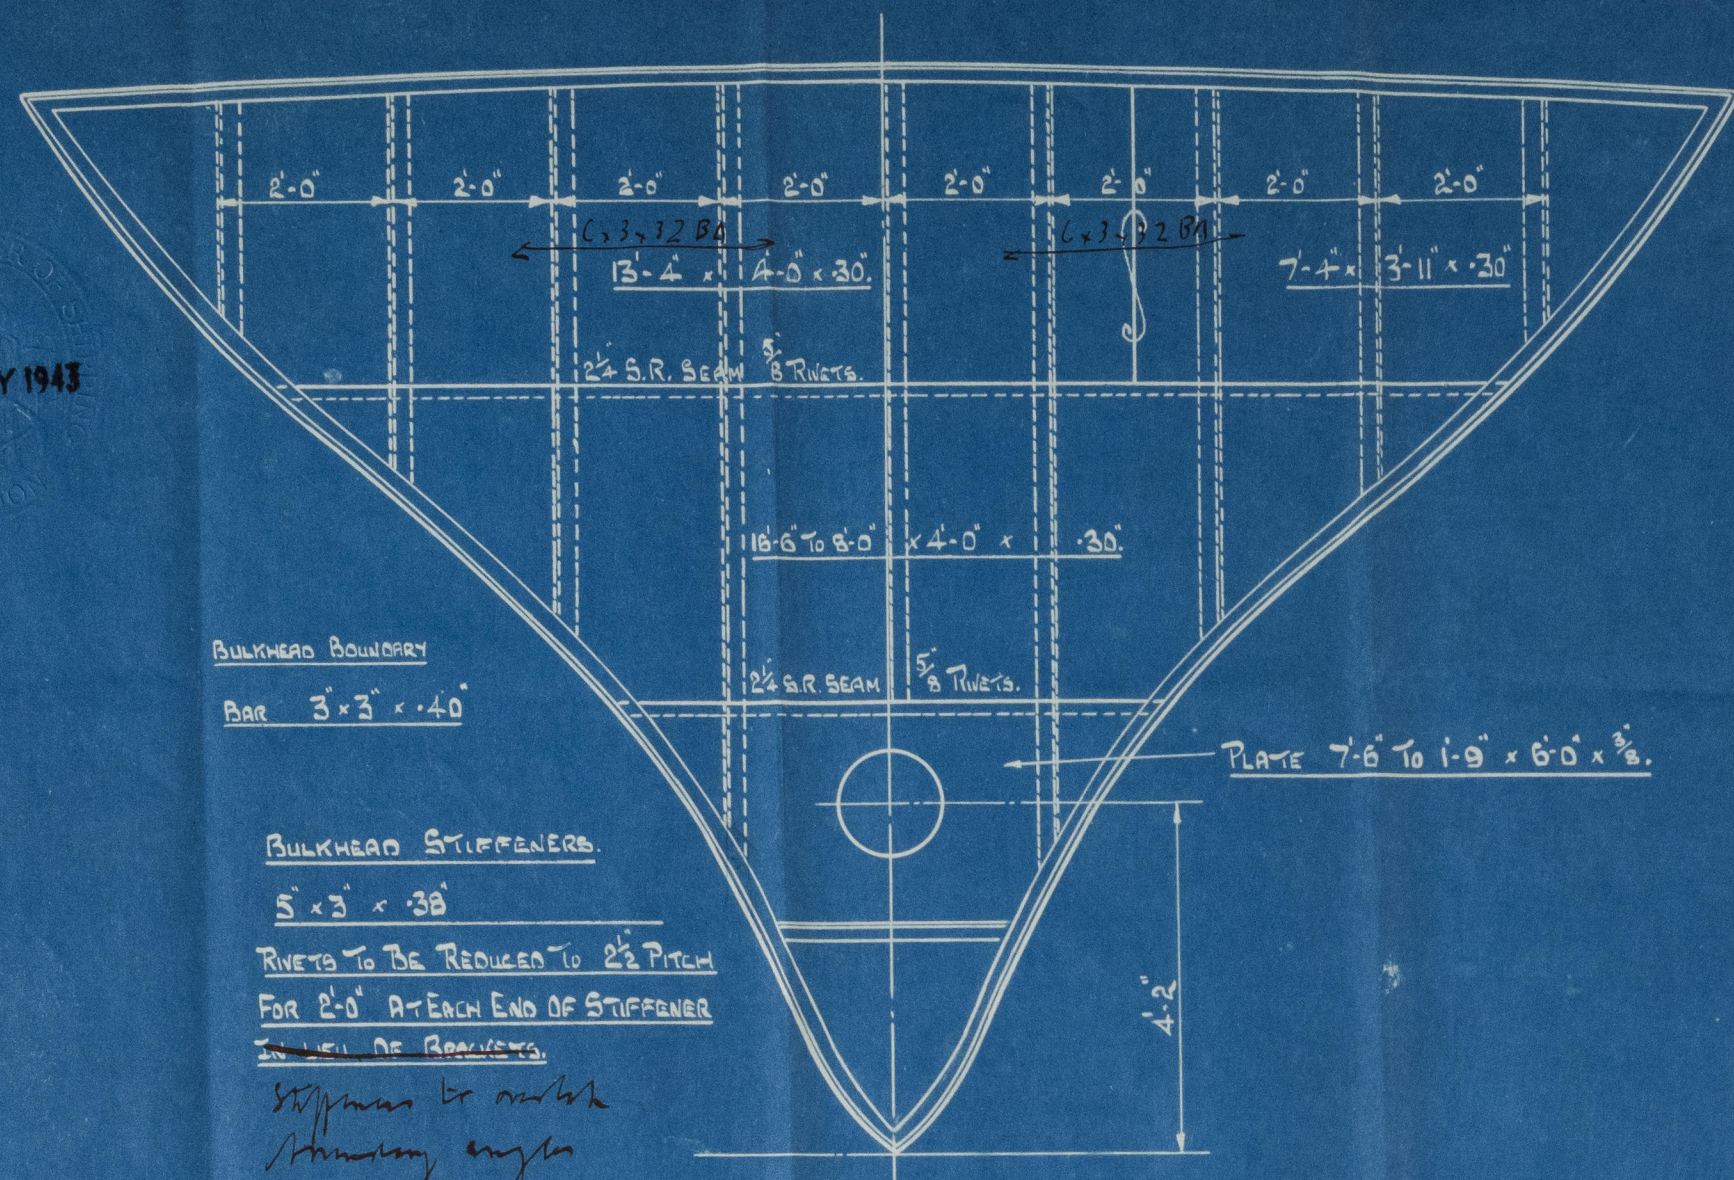 2'-0" 2'-0" 2'-0" 2'-0" 2'-0" 2'-0" 2'-0" 2'-0"
6 x 3 x 32 BA 6 x 3 x 32 BA
13'-4" x 4'-0" x .30" 7'-4" x 3'-11" x .30"
2¼" S.R. SEAM 5/8" RIVETS.
Y 1943
16'-6" TO 8'-0" x 4'-0" x .30.
BULKHEAD BOUNDARY
BAR 3" x 3" x .40"
2¼" S.R. SEAM 5/8" RIVETS.
PLATE 7'-6" TO 1'-9" x 6'-0" x 3/8".
BULKHEAD STIFFENERS.
5" x 3" x .38"
RIVETS TO BE REDUCED TO 2½" PITCH
FOR 2'-0" AT EACH END OF STIFFENER
IN LIEU OF BRACKETS.
4'-2"
Stiffeners to overlap
boundary angles